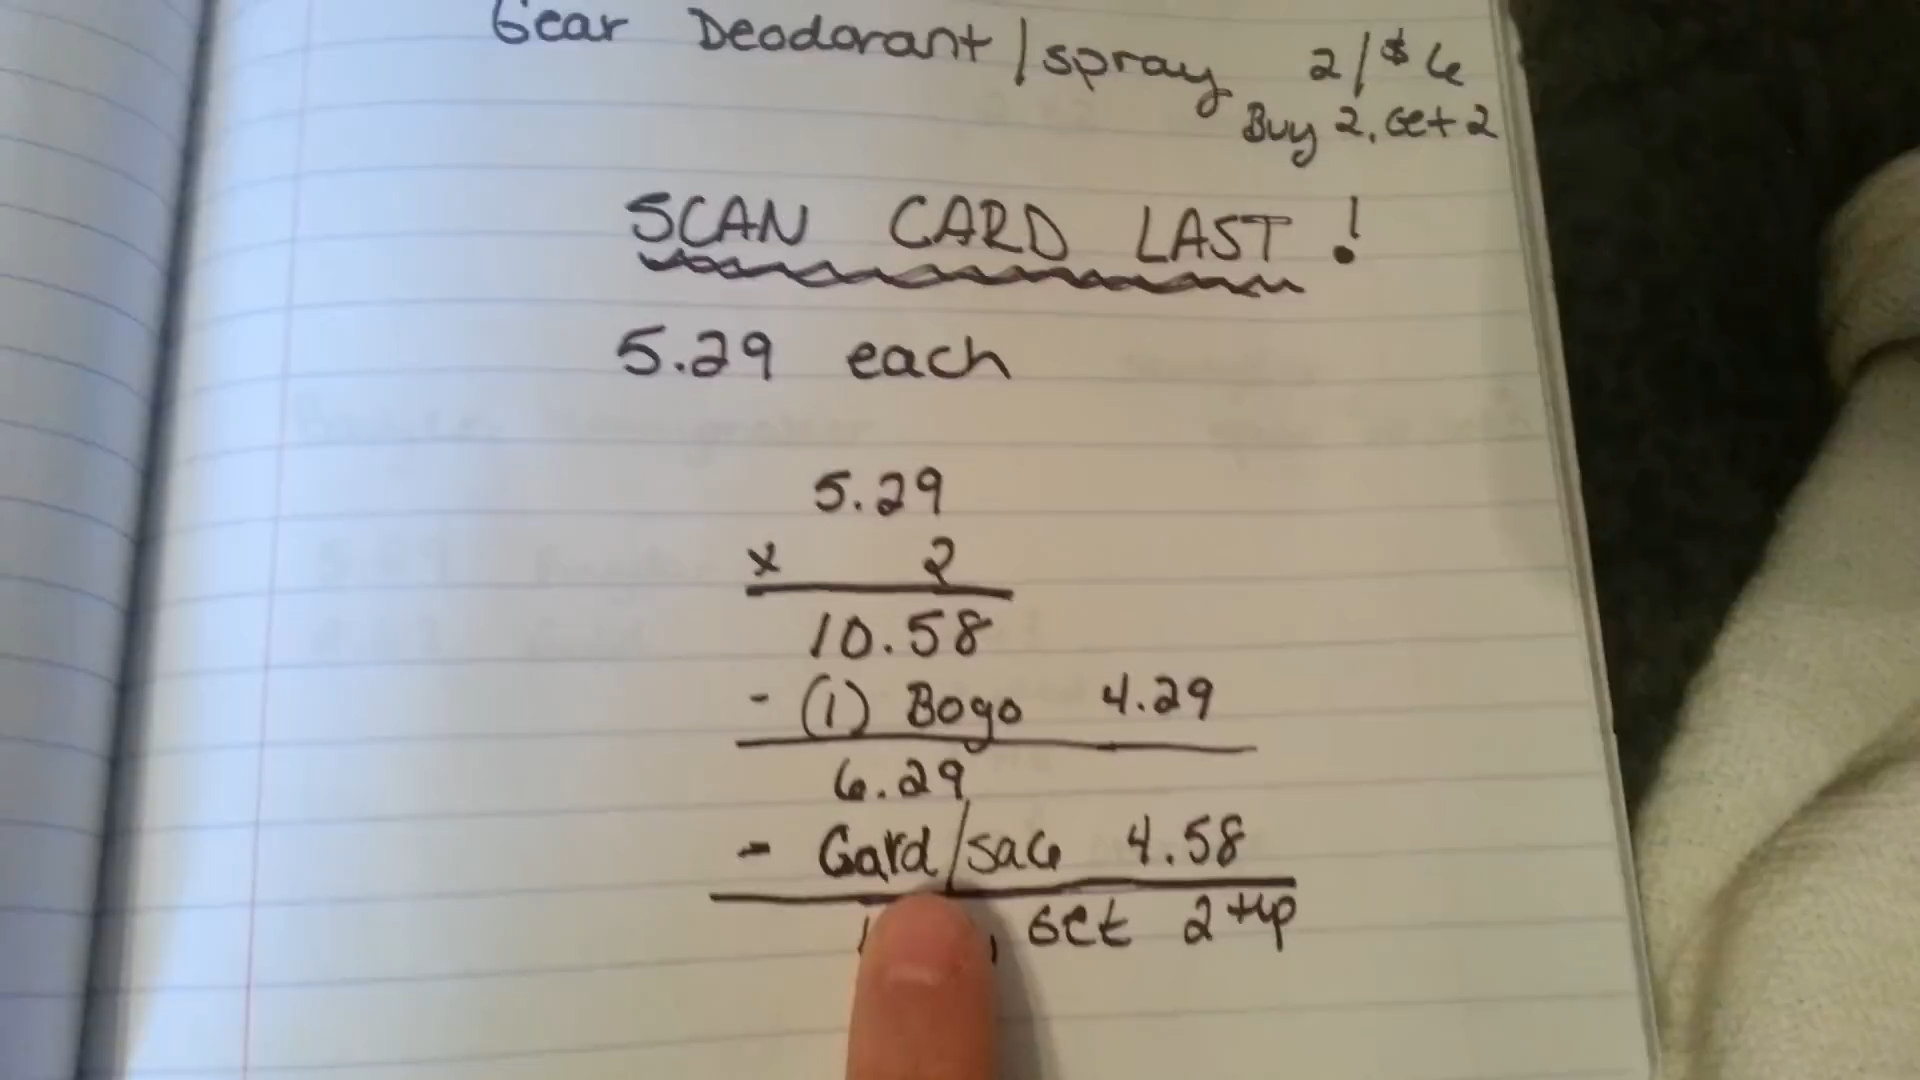 Gear Deodorant/spray 2/$6
Buy 2, Get 2
SCAN CARD LAST!
5.29 each
5.29
x 2
10.58
- (1) Bogo 4.29
6.29
- Card/sale 4.58
, Get 2 +up